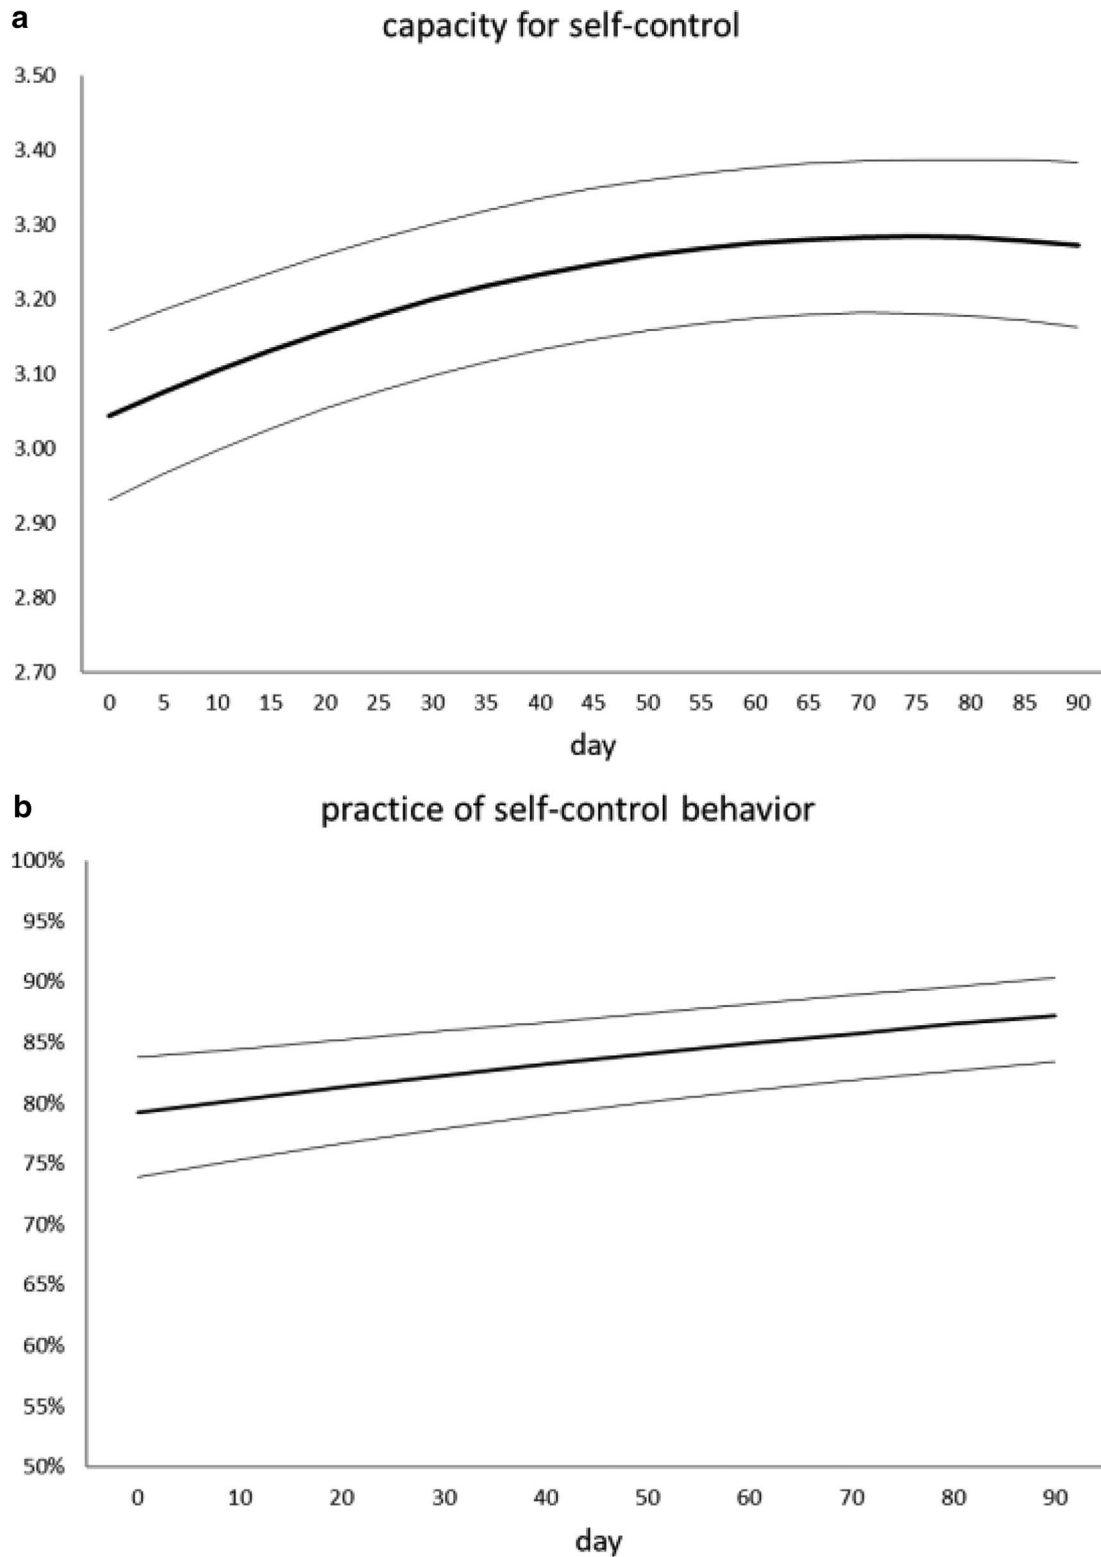 a
capacity for self-control
3.50
3.40
3.30
3.20
3.10
3.00
2.90
2.80
2.70
0 5 10 15 20 25 30 35 40 45 50 55 60 65 70 75 80 85 90
day
b
practice of self-control behavior
100%
95%
90%
85%
80%
75%
70%
65%
60%
55%
50%
0 10 20 30 40 50 60 70 80 90
day